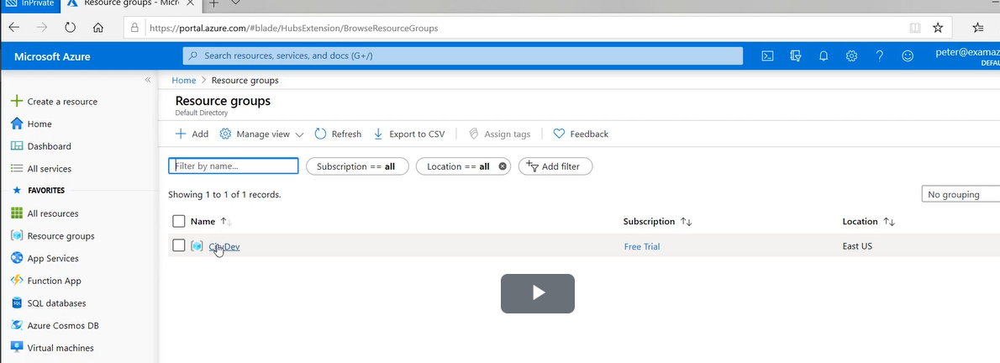 InPrivate
Resource groups - Micr
https://portal.azure.com/#blade/HubsExtension/BrowseResourceGroups
Microsoft Azure
Search resources, services, and docs (G+/)
peter@examaz
DEFAU
Home > Resource groups
Resource groups
Default Directory
Add
Manage view
Refresh
Export to CSV
Assign tags
Feedback
Filter by name...
Subscription == all
Location == all
Add filter
Showing 1 to 1 of 1 records.
No grouping
Name
Subscription
Location
Free Trial
East US
Create a resource
Home
Dashboard
All services
FAVORITES
All resources
Resource groups
App Services
Function App
SQL databases
Azure Cosmos DB
Virtual machines